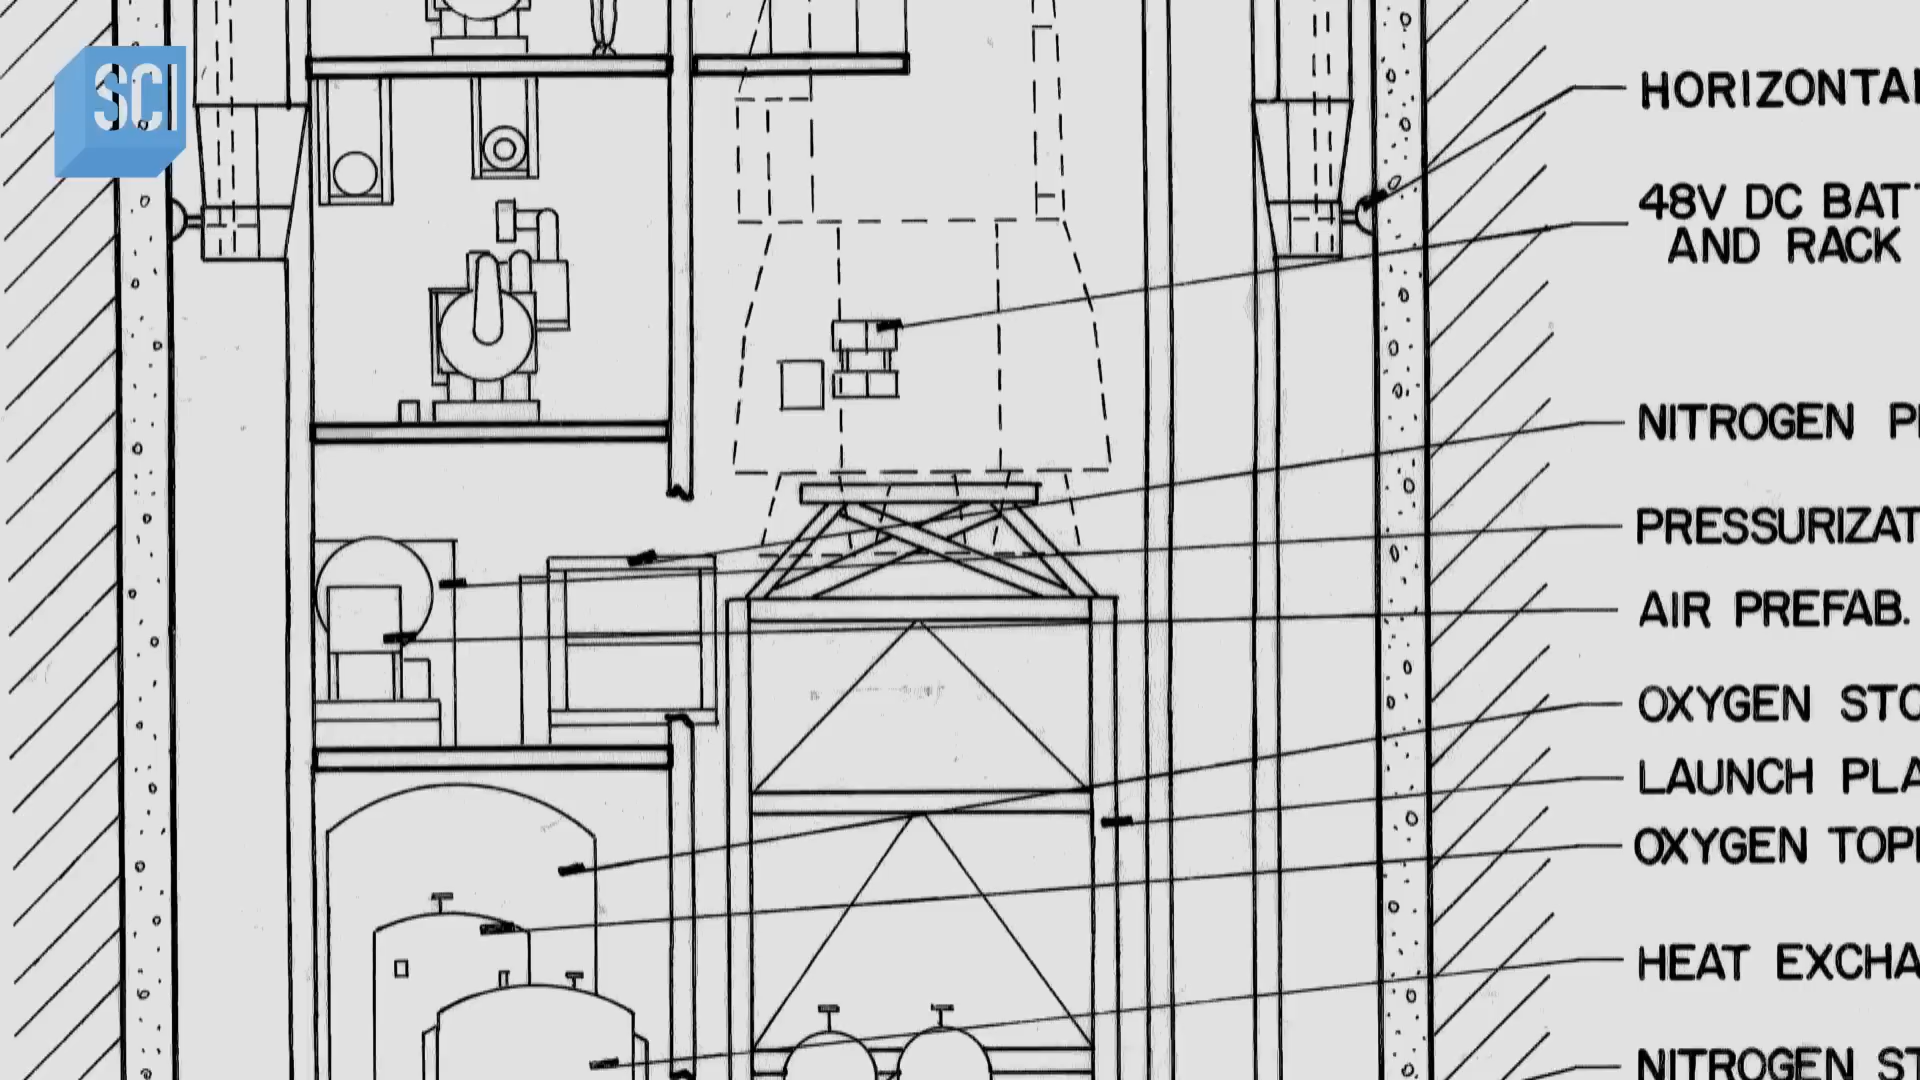 SCI
HORIZONTAL
48V DC BATT
AND RACK
NITROGEN
PRESSURIZAT
AIR PREFAB.
OXYGEN STO
LAUNCH PLA
OXYGEN TOP
HEAT EXCHA
NITROGEN ST